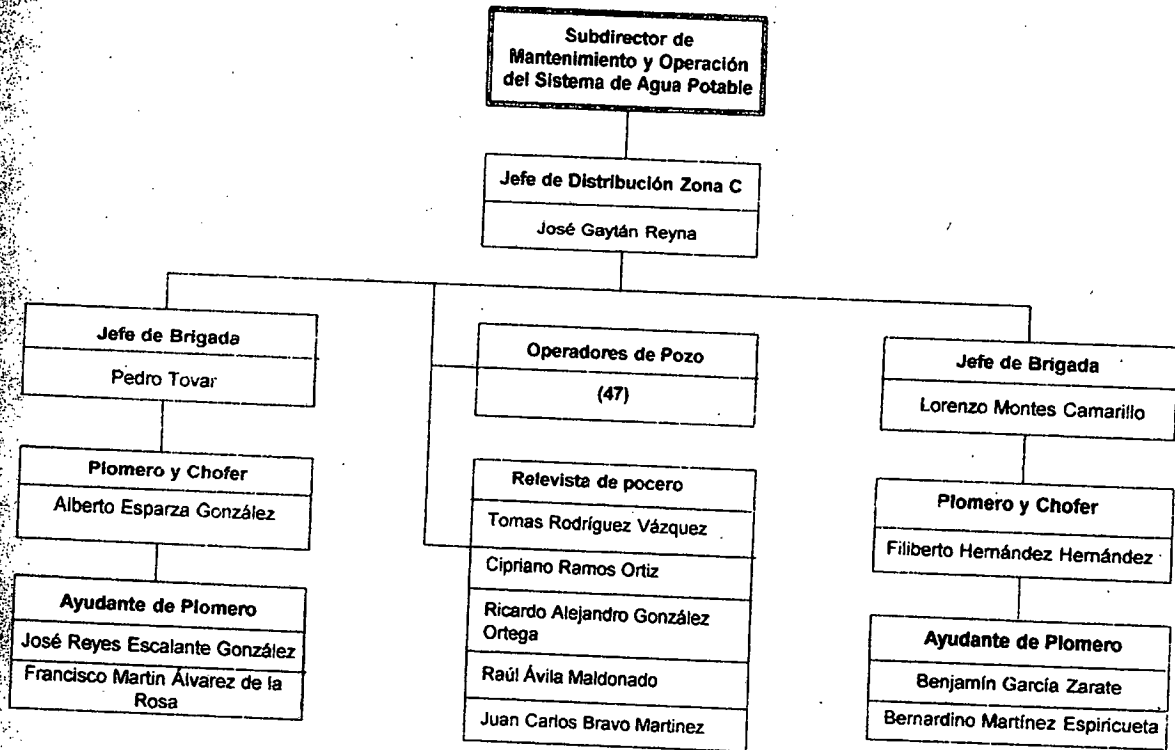 Subdirector de
Mantenimiento y Operación
del Sistema de Agua Potable
Jefe de Distribución Zona C
José Gaytán Reyna
Jefe de Brigada
Pedro Tovar
Plomero y Chofer
Alberto Esparza González
Ayudante de Plomero
José Reyes Escalante González
Francisco Martin Álvarez de la
Rosa
Operadores de Pozo
(47)
Relevista de pocero
Tomas Rodríguez Vázquez
Cipriano Ramos Ortiz
Ricardo Alejandro González
Ortega
Raúl Ávila Maldonado
Juan Carlos Bravo Martinez
Jefe de Brigada
Lorenzo Montes Camarillo
Plomero y Chofer
Filiberto Hernández Hernández
Ayudante de Plomero
Benjamín García Zarate
Bernardino Martínez Espiricueta